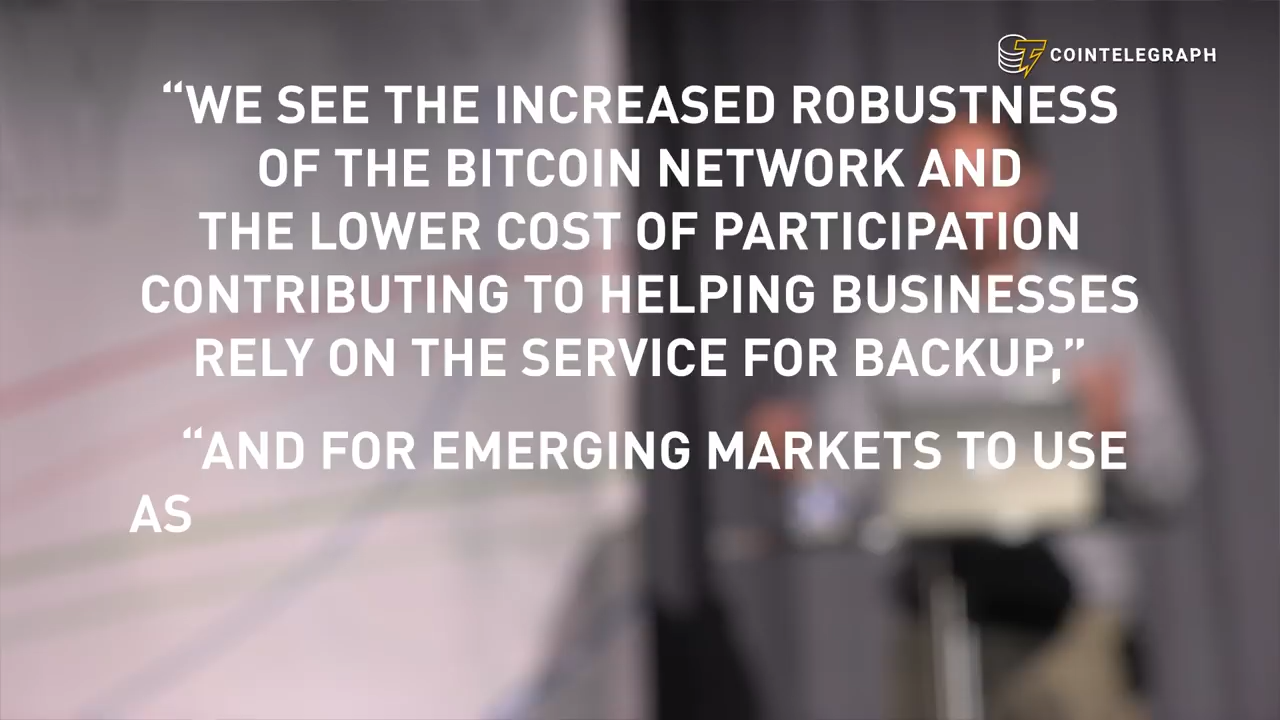 COINTELEGRAPH
“WE SEE THE INCREASED ROBUSTNESS
OF THE BITCOIN NETWORK AND
THE LOWER COST OF PARTICIPATION
CONTRIBUTING TO HELPING BUSINESSES
RELY ON THE SERVICE FOR BACKUP,”
“AND FOR EMERGING MARKETS TO USE
AS